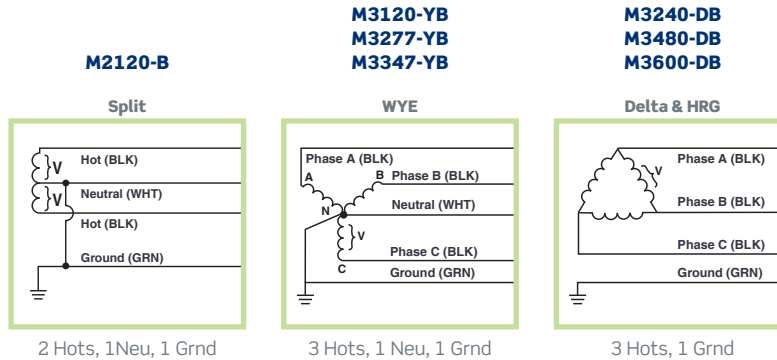 M2120-B
Split
V
Hot (BLK)
V
Neutral (WHT)
Hot (BLK)
Ground (GRN)
2 Hots, 1Neu, 1 Grnd
M3120-YB
M3277-YB
M3347-YB
WYE
Phase A (BLK)
A
B
Phase B (BLK)
N
Neutral (WHT)
V
Phase C (BLK)
C
Ground (GRN)
3 Hots, 1 Neu, 1 Grnd
M3240-DB
M3480-DB
M3600-DB
Delta & HRG
Phase A (BLK)
V
Phase B (BLK)
Phase C (BLK)
Ground (GRN)
3 Hots, 1 Grnd